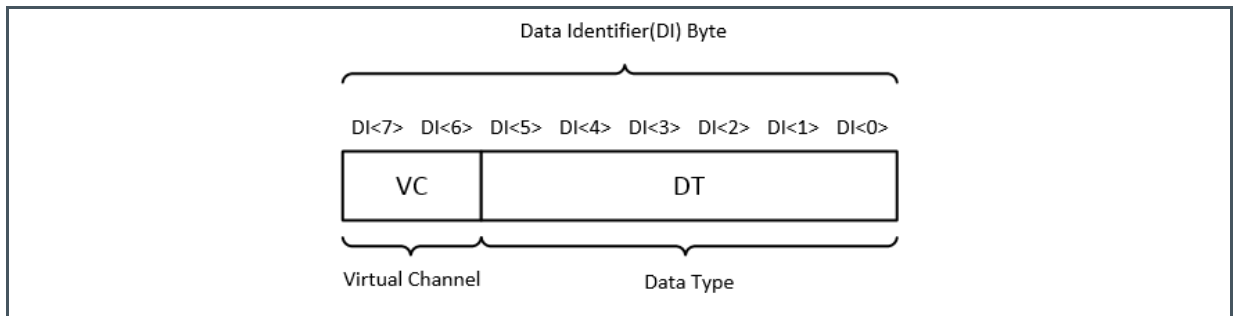 Data Identifier(DI) Byte
DI<7> DI<6> DI<5> DI<4> DI<3> DI<2> DI<1> DI<0>
VC DT
Virtual Channel Data Type